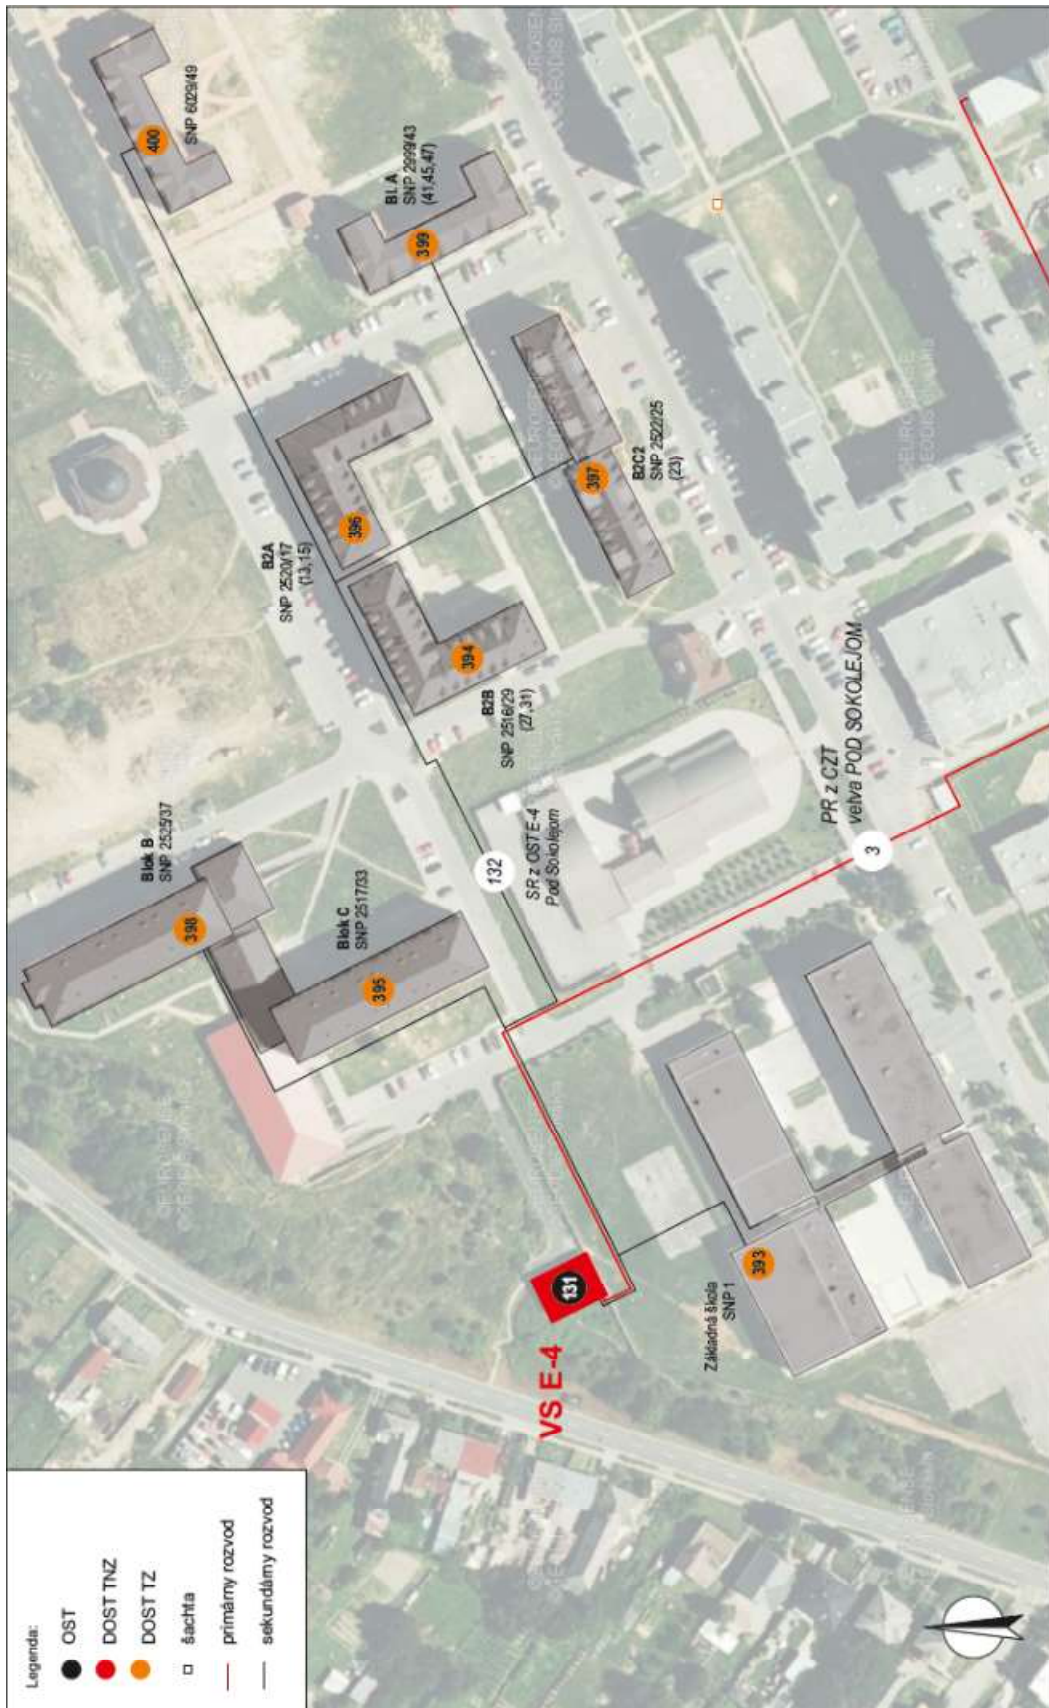 Legenda:
OST
DOST TNZ
DOST TZ
šachta
primárny rozvod
sekundárny rozvod
VS E-4
131
Základná škola
SNP 1
393
Blok B
SNP 2525/37
398
Blok C
SNP 2517/33
395
132
SR z OST E-4
Pod Sokolejom
3
PR z CZT
vetva POD SOKOLEJOM
B2B
SNP 2516/29
(27,31)
394
B2A
SNP 2520/17
(13,15)
396
B2C2
SNP 2522/25
(23)
397
Bl. A
SNP 2999/43
(41,45,47)
399
SNP 6029/49
400